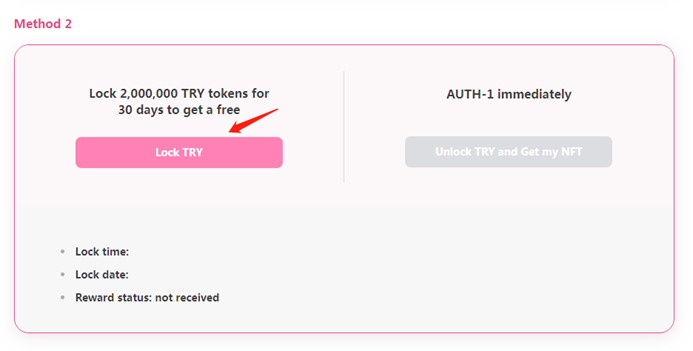 Method 2
Lock 2,000,000 TRY tokens for
30 days to get a free
Lock TRY
AUTH-1 immediately
Unlock TRY and Get my NFT
Lock time:
Lock date:
Reward status: not received